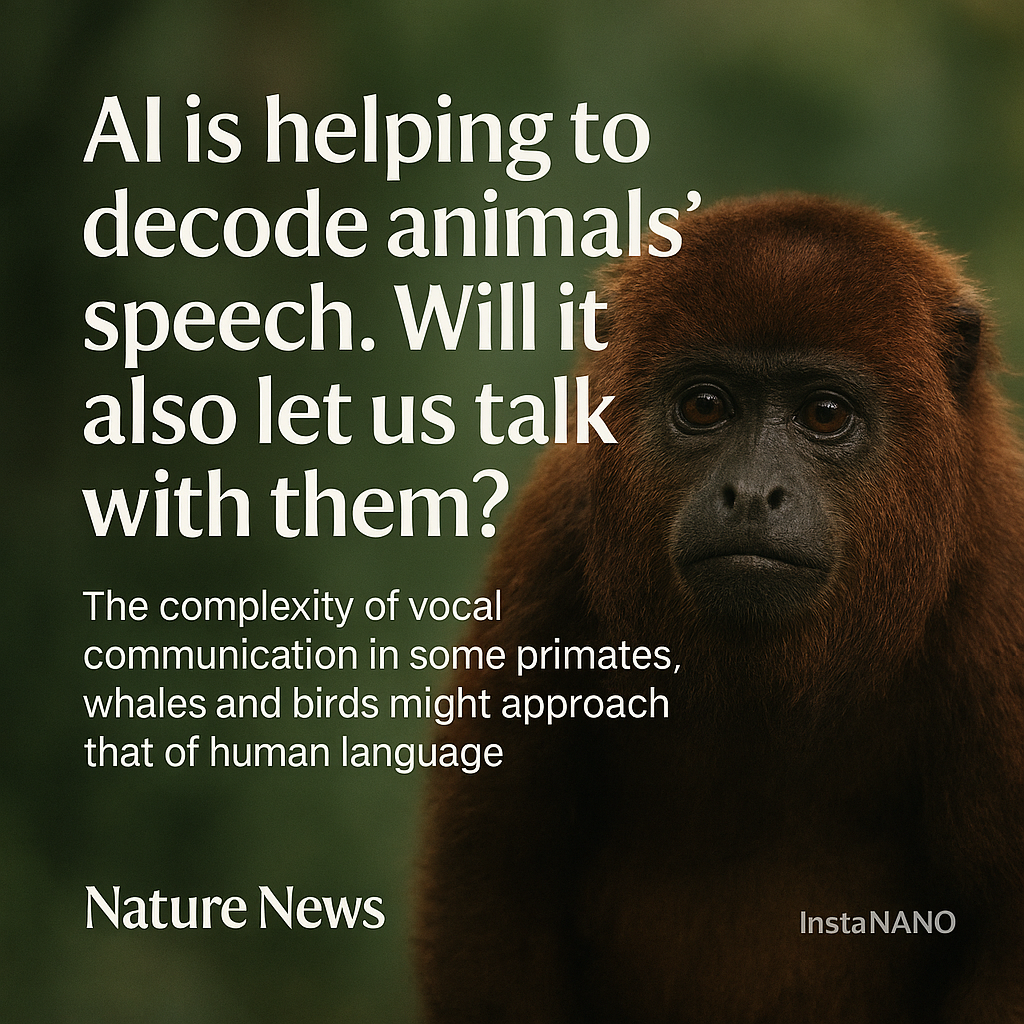 AI is helping to
decode animals’
speech. Will it
also let us talk
with them?
The complexity of vocal
communication in some primates,
whales and birds might approach
that of human language
Nature News
InstaNANO